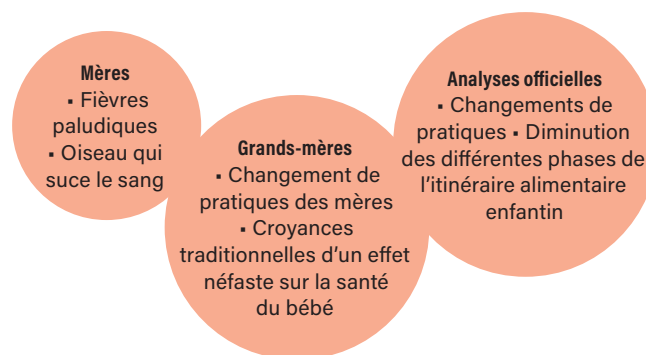 Mères
▪ Fièvres
paludiques
▪ Oiseau qui
suce le sang
Grands-mères
▪ Changement de
pratiques des mères
▪ Croyances
traditionnelles d’un effet
néfaste sur la santé
du bébé
Analyses officielles
▪ Changements de
pratiques ▪ Diminution
des différentes phases de
l’itinéraire alimentaire
enfantin